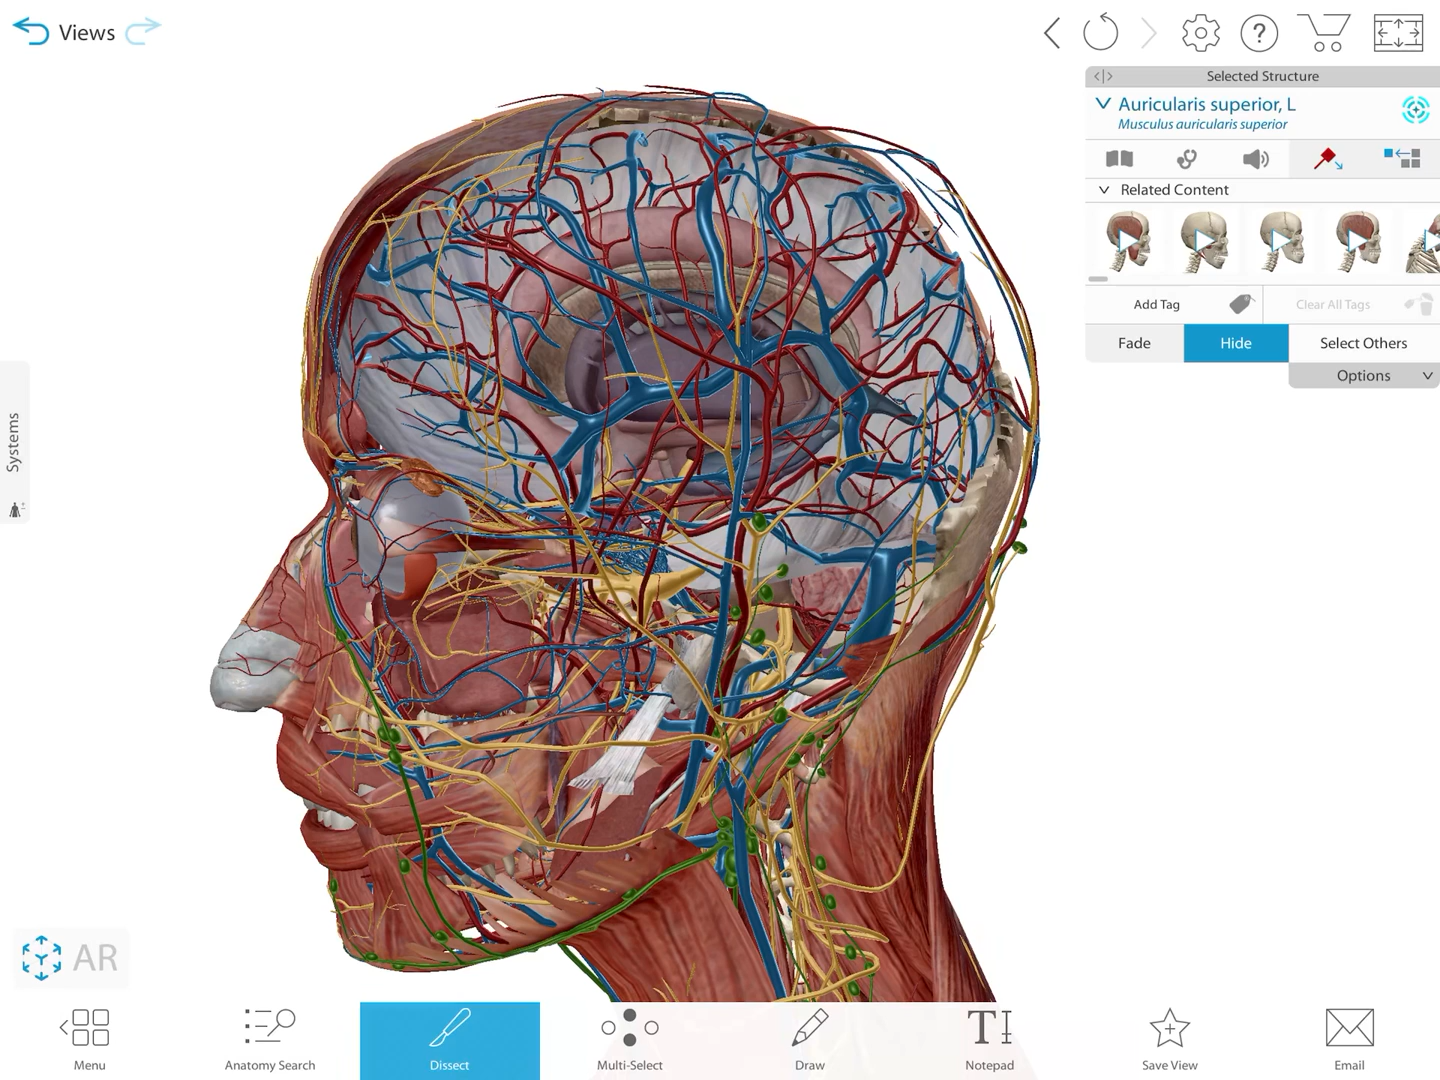 Views
Selected Structure
Auricularis superior, L
Musculus auricularis superior
Related Content
Add Tag
Clear All Tags
Fade
Hide
Select Others
Options
Systems
AR
Menu
Anatomy Search
Dissect
Multi-Select
Draw
Notepad
Save View
Email